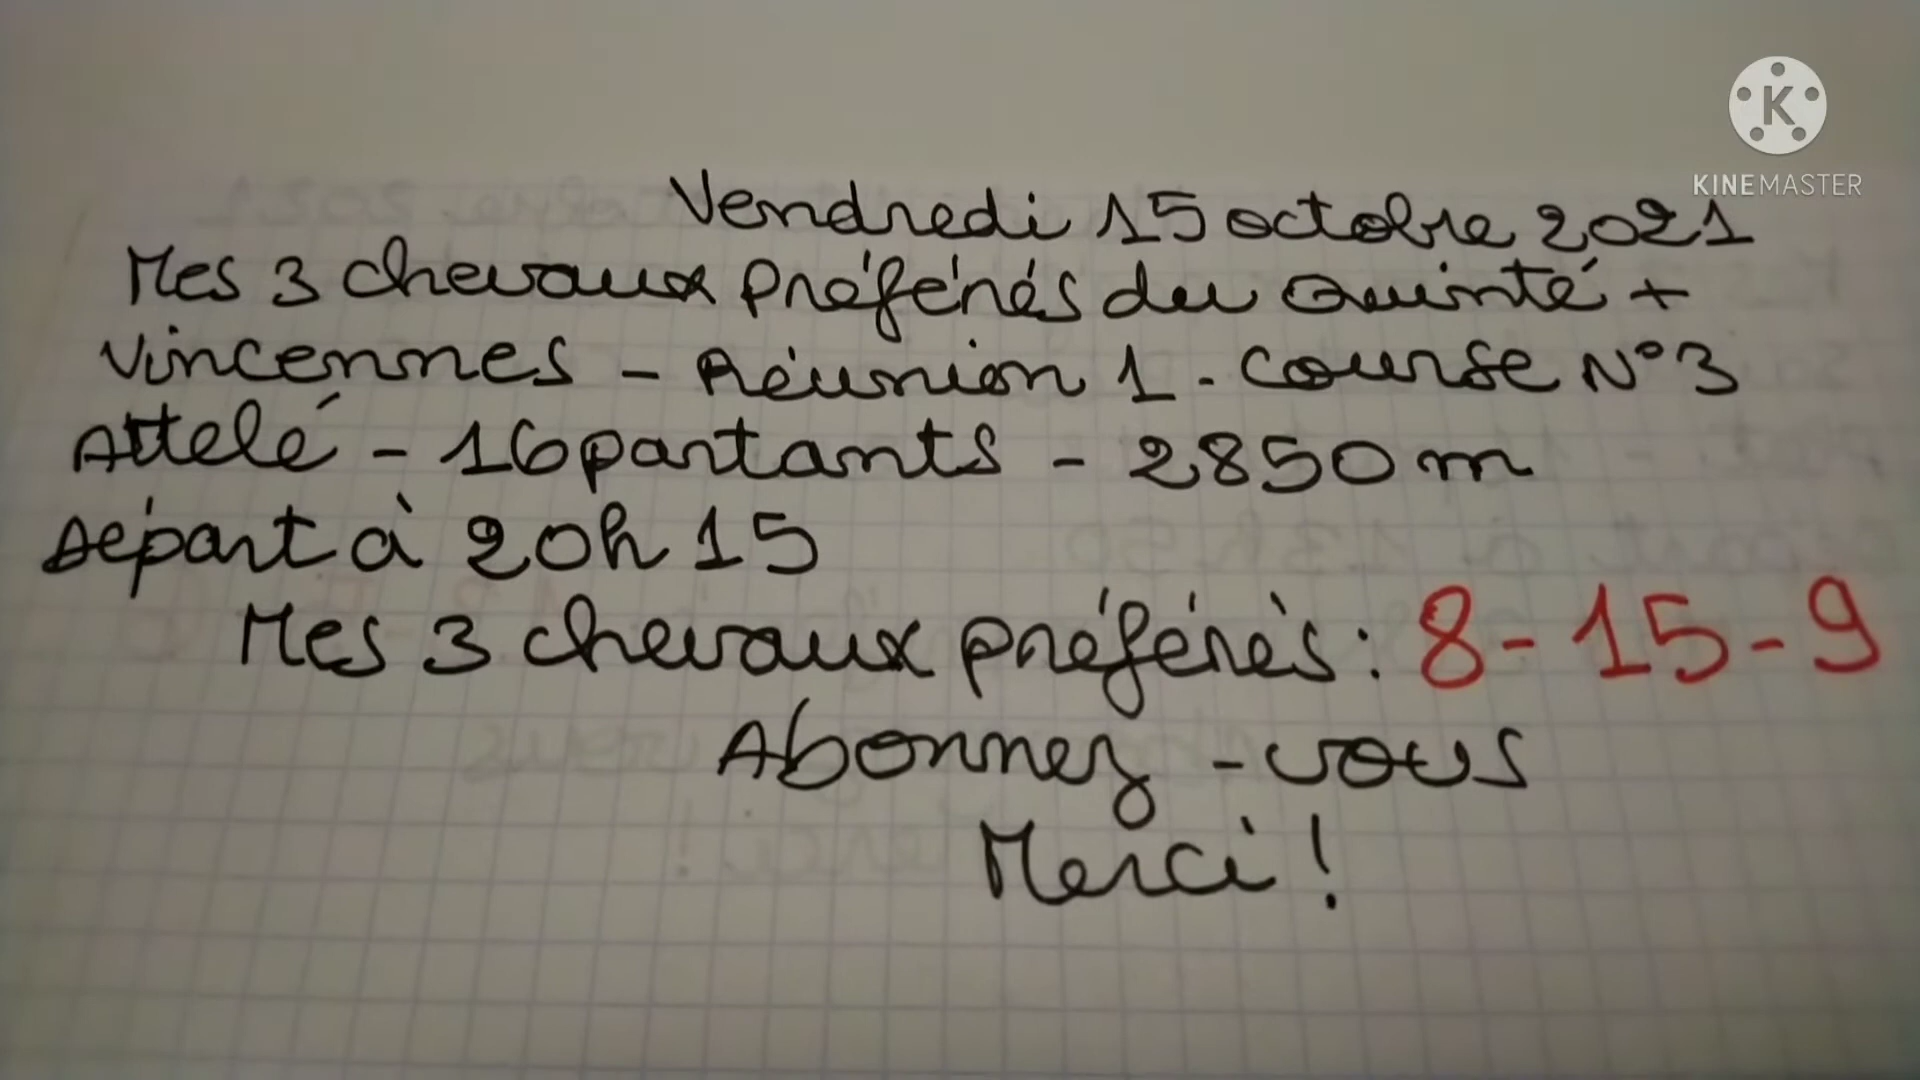 K
KINEMASTER
Vendredi 15 octobre 2021
Mes 3 chevaux préférés du Quinté +
Vincennes - Réunion 1 - Course N° 3
Attelé - 16 partants - 2850 m
Départ à 20h15
Mes 3 chevaux préférés : 8 - 15 - 9
Abonnez - vous
Merci !